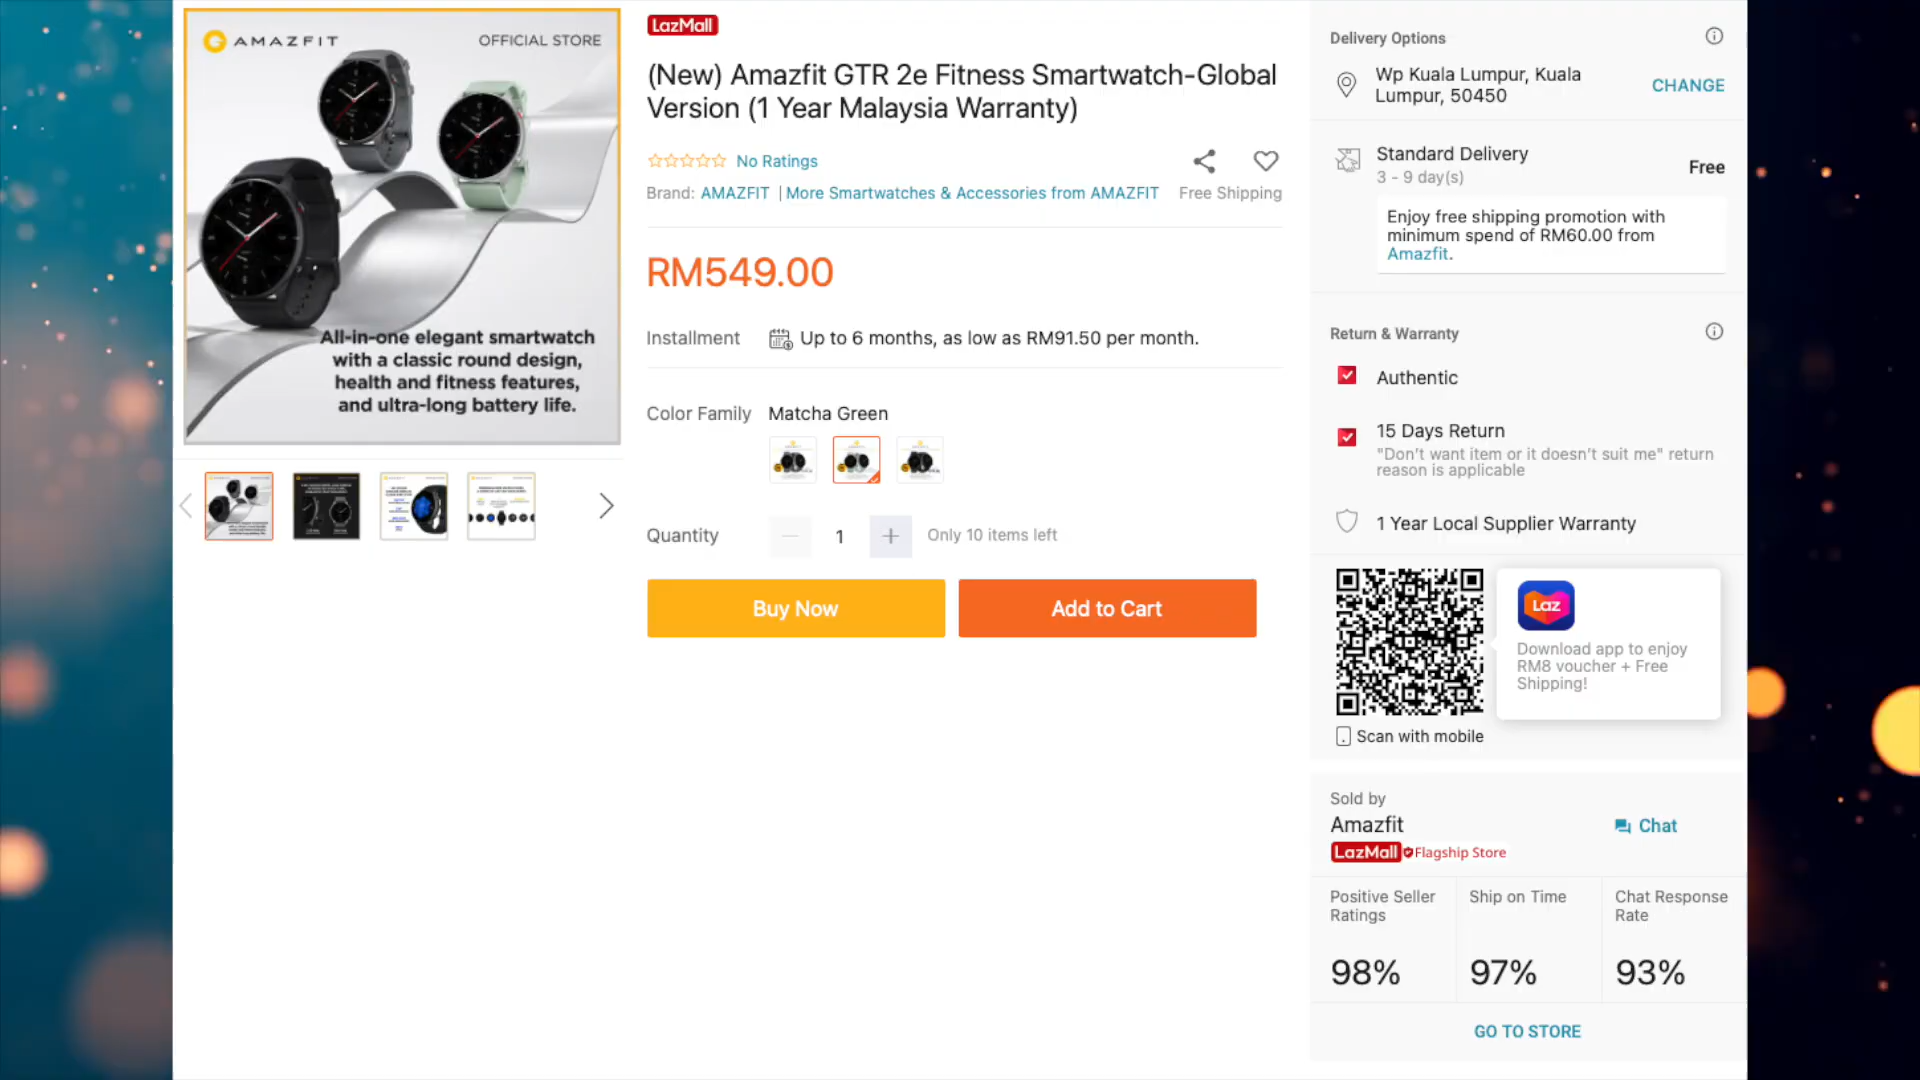 AMAZFIT
OFFICIAL STORE
All-in-one elegant smartwatch
with a classic round design,
health and fitness features,
and ultra-long battery life.
LazMall
(New) Amazfit GTR 2e Fitness Smartwatch-Global
Version (1 Year Malaysia Warranty)
No Ratings
Brand: AMAZFIT | More Smartwatches & Accessories from AMAZFIT
Free Shipping
RM549.00
Installment
Up to 6 months, as low as RM91.50 per month.
Color Family
Matcha Green
Quantity
1
Only 10 items left
Buy Now
Add to Cart
Delivery Options
Wp Kuala Lumpur, Kuala
Lumpur, 50450
CHANGE
Standard Delivery
3 - 9 day(s)
Free
Enjoy free shipping promotion with
minimum spend of RM60.00 from
Amazfit.
Return & Warranty
Authentic
15 Days Return
"Don't want item or it doesn't suit me" return
reason is applicable
1 Year Local Supplier Warranty
Laz
Download app to enjoy
RM8 voucher + Free
Shipping!
Scan with mobile
Sold by
Amazfit
Chat
LazMall Flagship Store
Positive Seller
Ratings
98%
Ship on Time
97%
Chat Response
Rate
93%
GO TO STORE